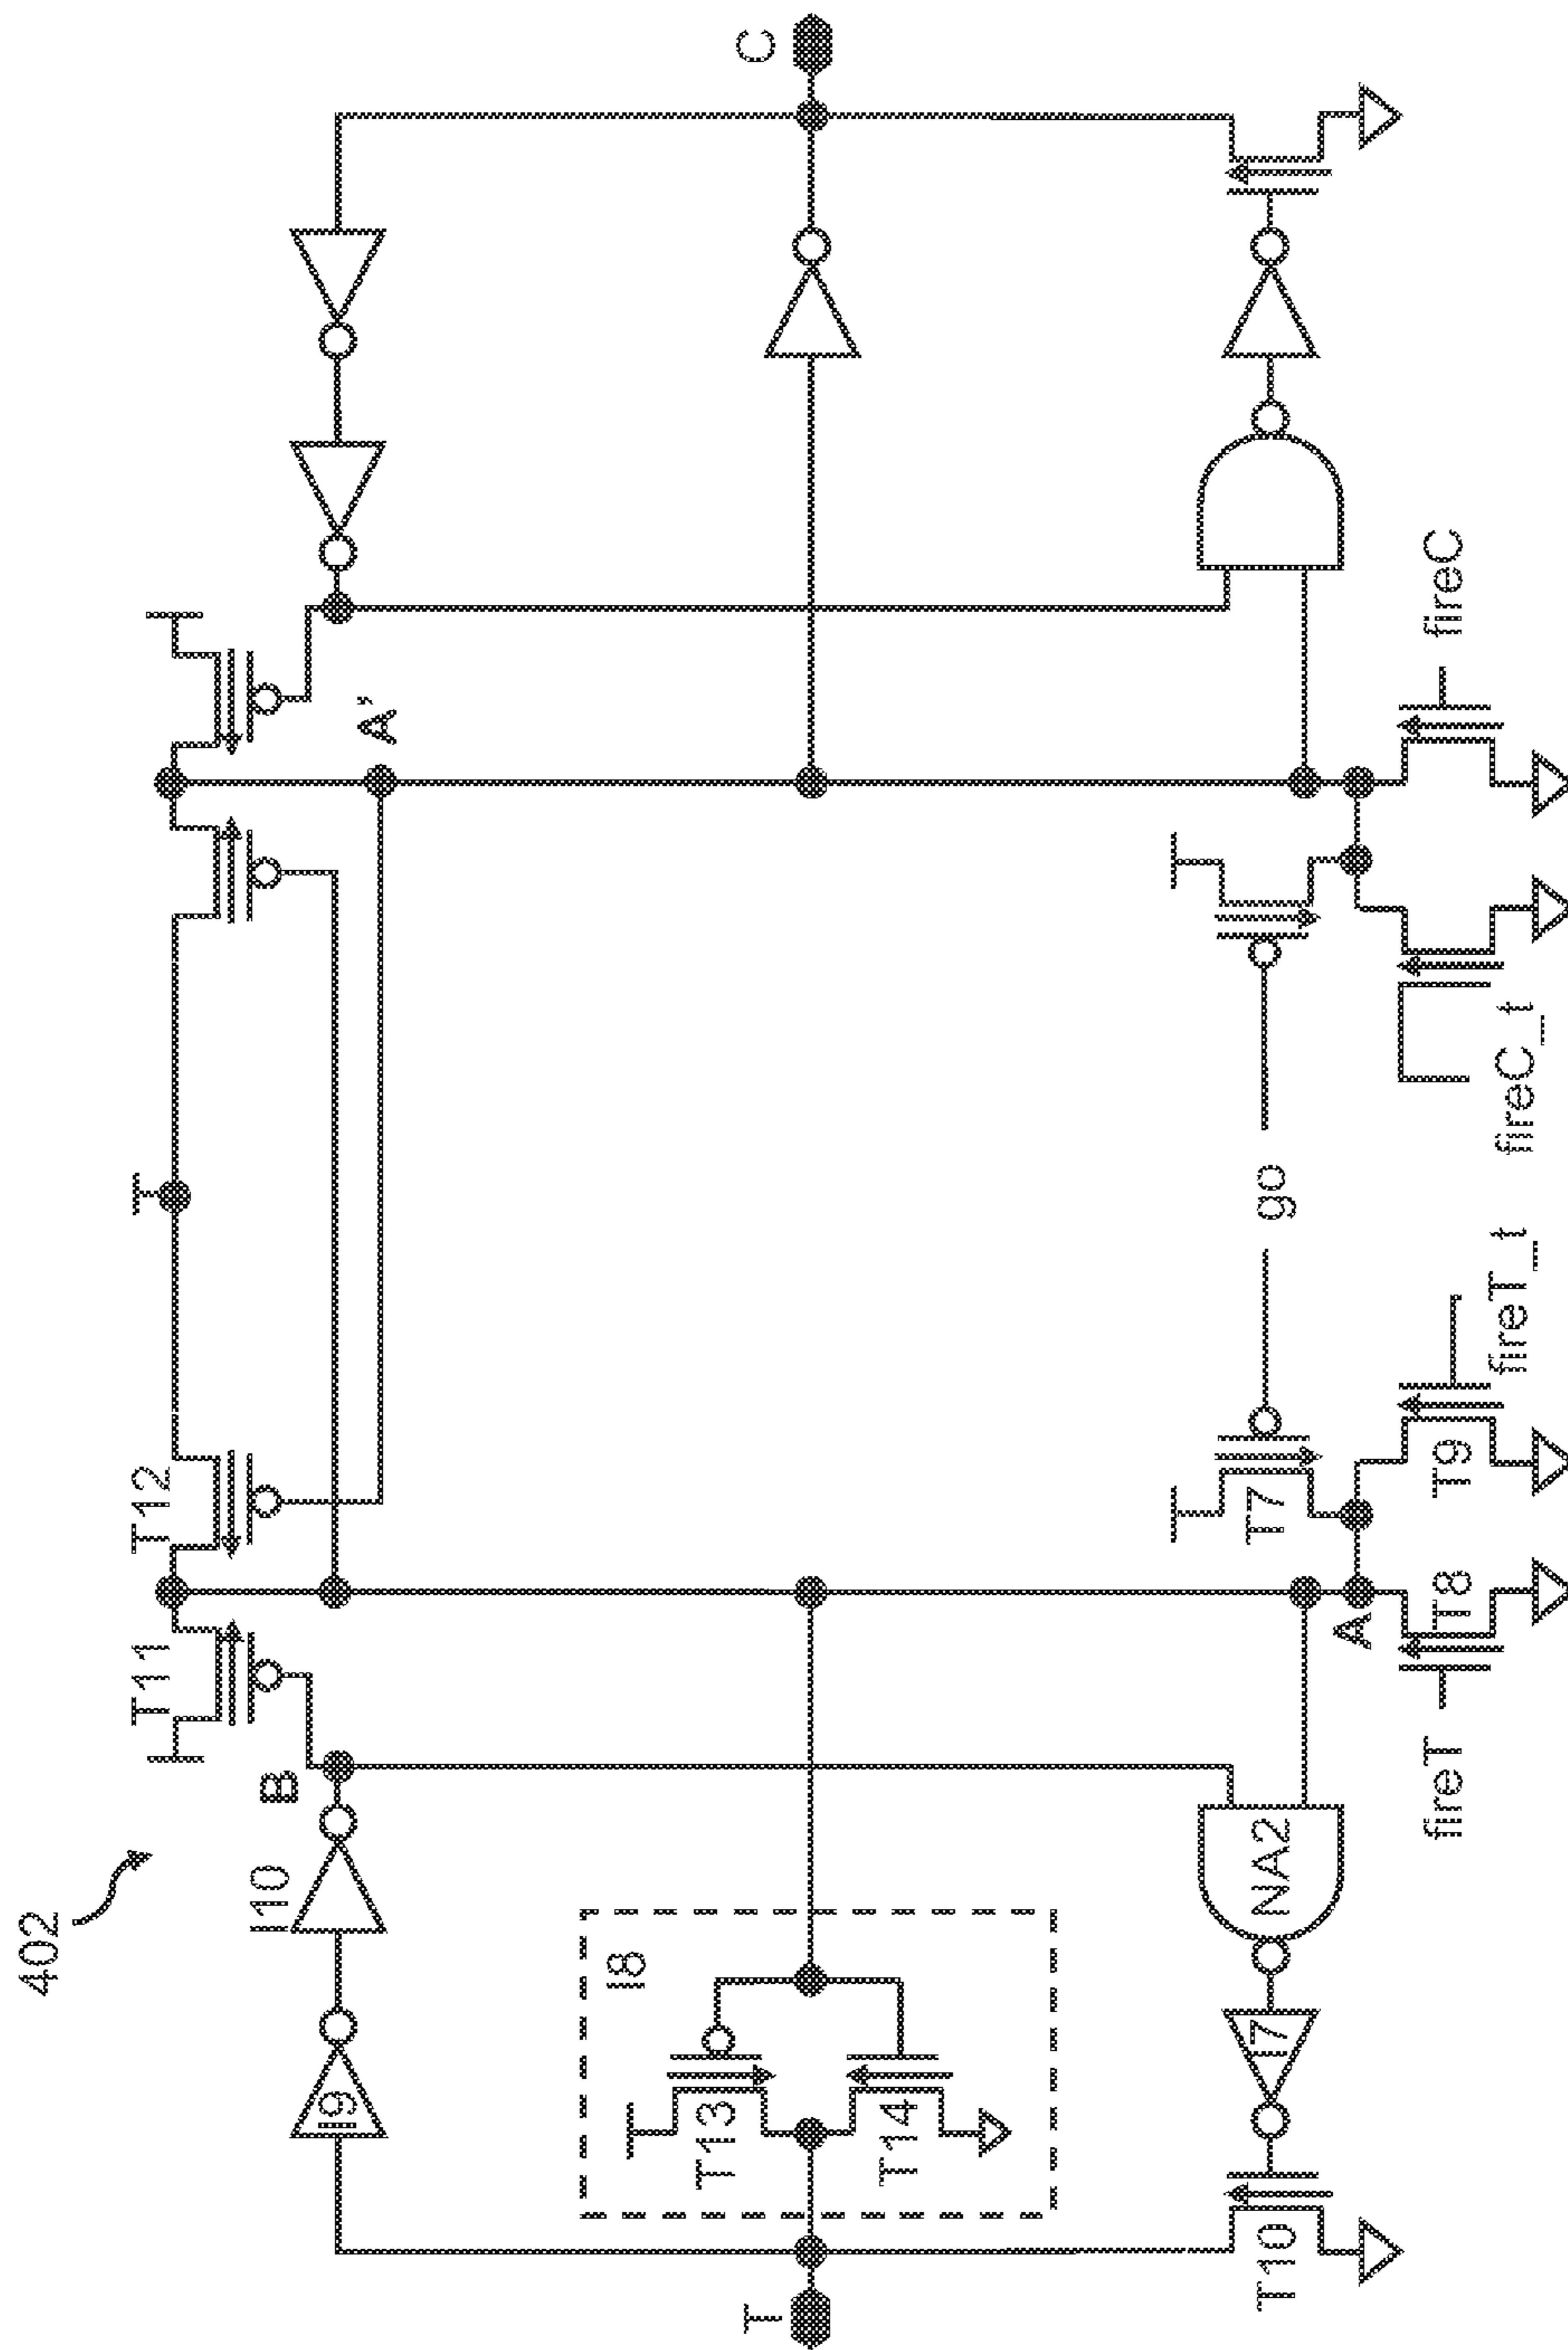 402
T11
T12
I10
B
I9
A'
I8
T13
T
C
T14
T10
I7
NA2
T7
go
A
fireT
T8
T9
fireC
fireT_t
fireC_t